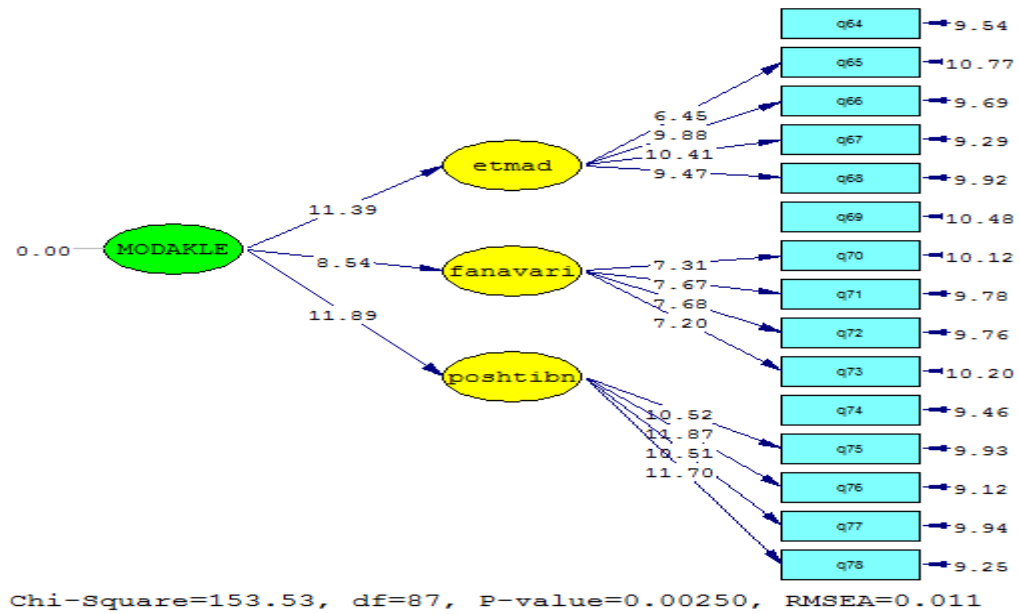 q64 9.54
q65 10.77
q66 9.69
6.45
9.88
q67 9.29
10.41
etmad
9.47
q68 9.92
11.39
q69 10.48
0.00 MODAKLE
q70 10.12
8.54
fanavari
7.31
7.67
q71 9.78
7.68
7.20
q72 9.76
11.89
q73 10.20
poshtibn
q74 9.46
10.52
11.87
q75 9.93
10.51
11.70
q76 9.12
q77 9.94
q78 9.25
Chi-Square=153.53, df=87, P-value=0.00250, RMSEA=0.011